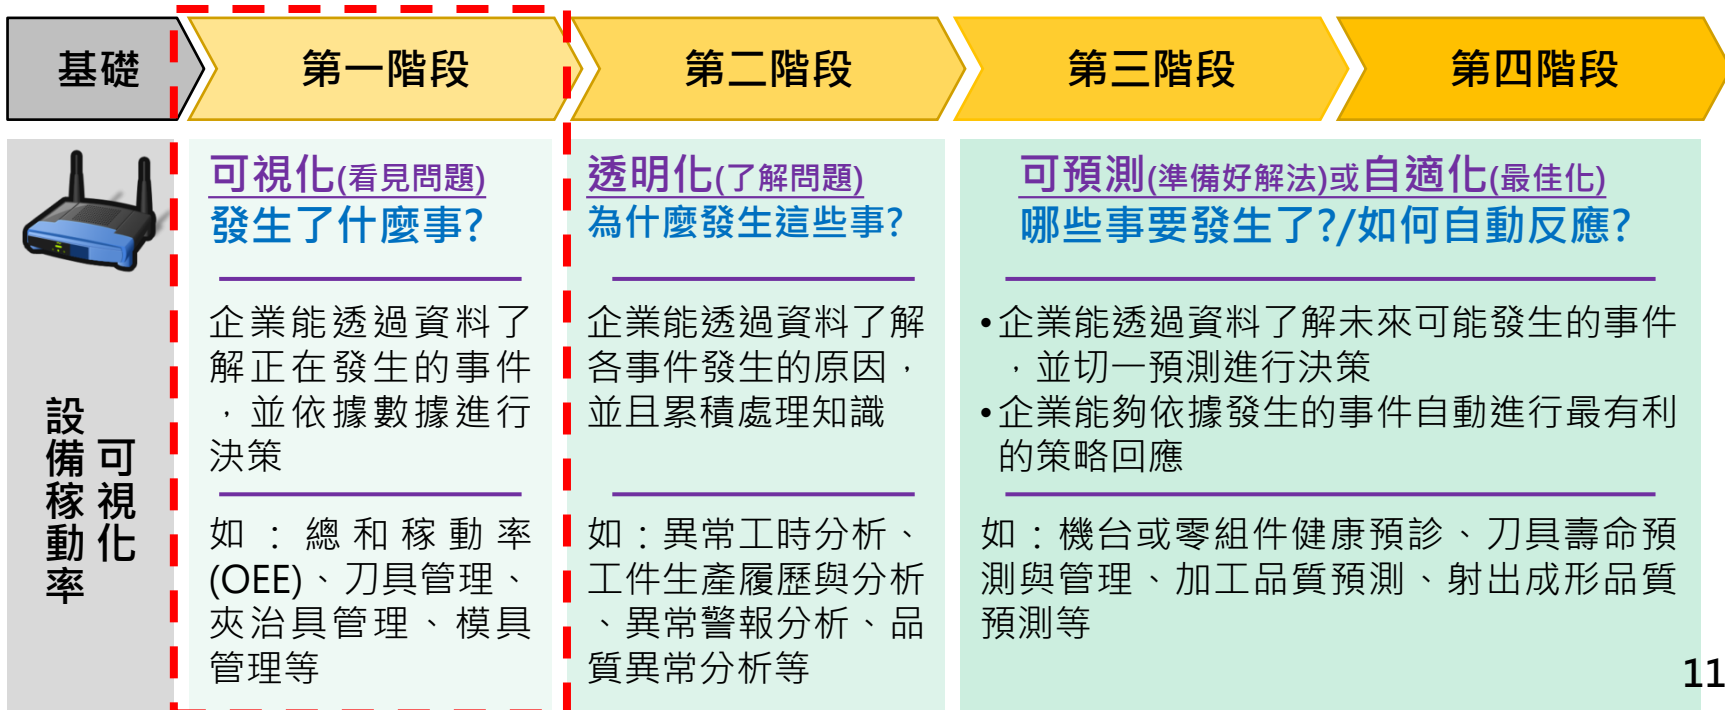 基礎
第一階段
第二階段
第三階段
第四階段
設備稼動率
可視化
可視化(看見問題)
發生了什麼事?
企業能透過資料了
解正在發生的事件
，並依據數據進行
決策
如：總和稼動率
(OEE)、刀具管理、
夾治具管理、模具
管理等
透明化(了解問題)
為什麼發生這些事?
企業能透過資料了解
各事件發生的原因，
並且累積處理知識
如：異常工時分析、
工件生產履歷與分析
、異常警報分析、品
質異常分析等
可預測(準備好解法)或自適化(最佳化)
哪些事要發生了?/如何自動反應?
•企業能透過資料了解未來可能發生的事件
，並切一預測進行決策
•企業能夠依據發生的事件自動進行最有利
的策略回應
如：機台或零組件健康預診、刀具壽命預
測與管理、加工品質預測、射出成形品質
預測等
11